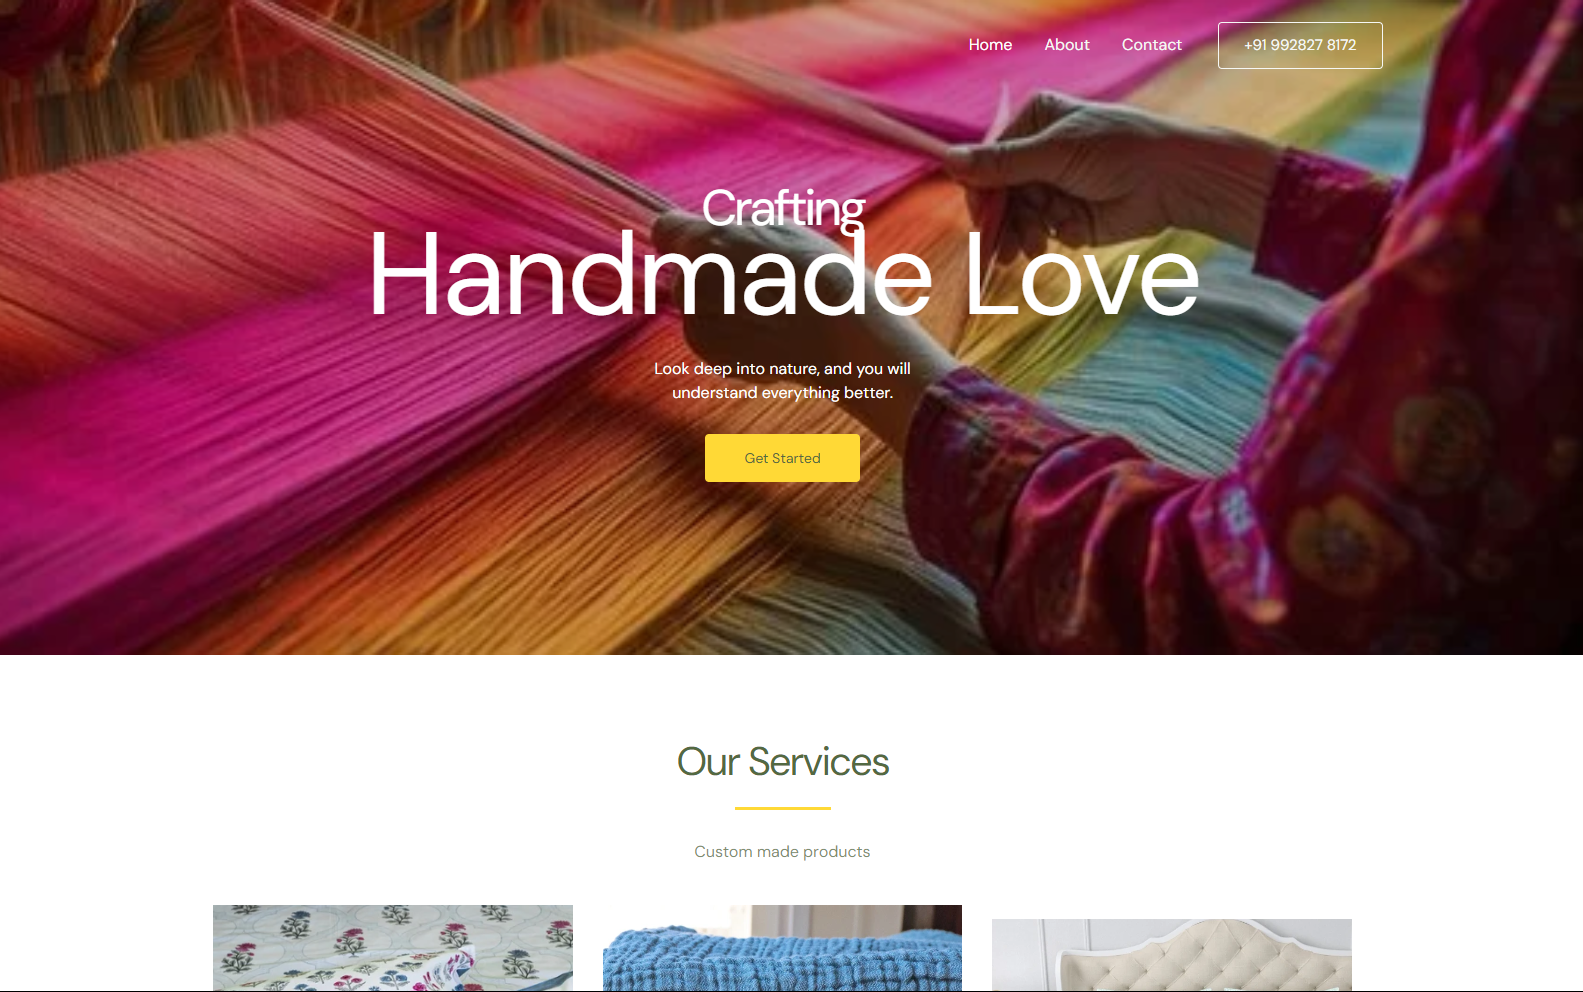 Home
About
Contact
+91 992827 8172
Crafting
Handmade Love
Look deep into nature, and you will
understand everything better.
Get Started
Our Services
Custom made products